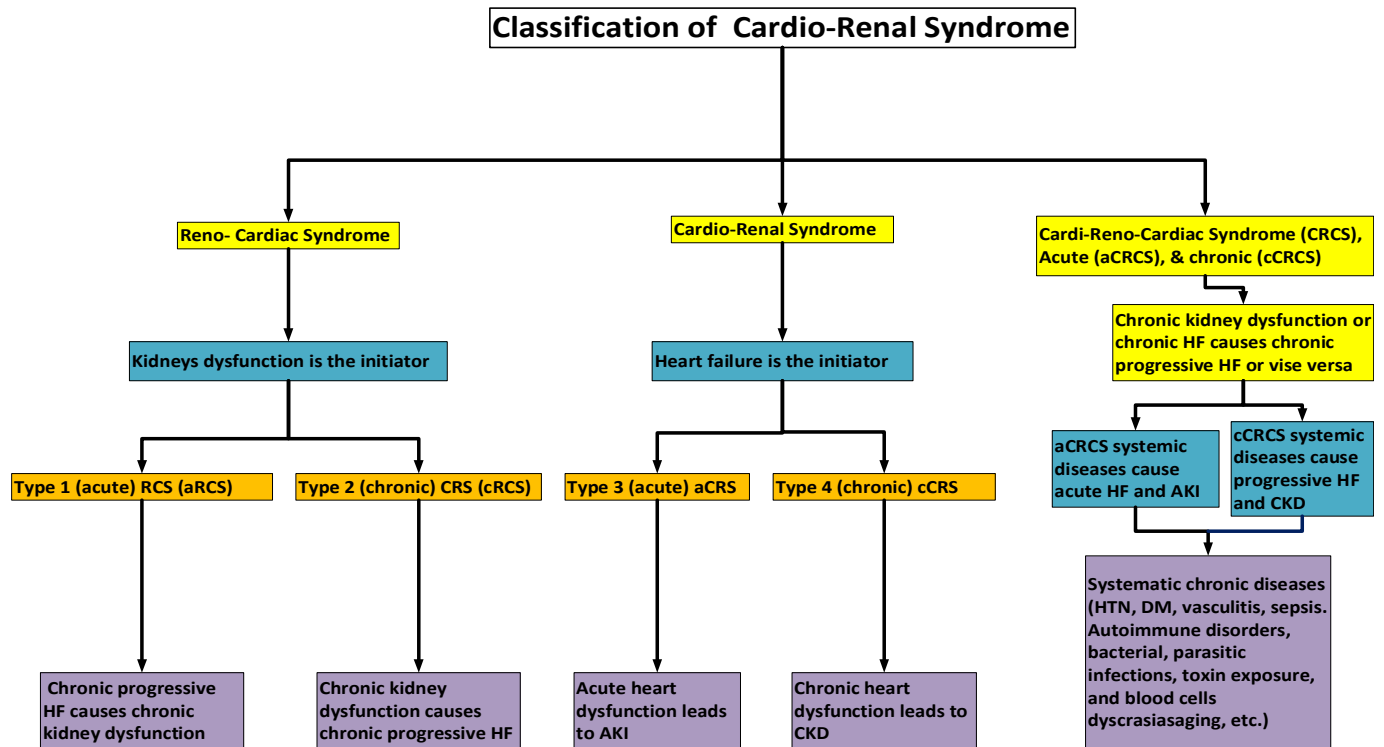 Classification of Cardio-Renal Syndrome
Reno- Cardiac Syndrome
Cardio-Renal Syndrome
Cardi-Reno-Cardiac Syndrome (CRCS),
Acute (aCRCS), & chronic (cCRCS)
Chronic kidney dysfunction or
chronic HF causes chronic
progressive HF or vise versa
Kidneys dysfunction is the initiator
Heart failure is the initiator
aCRCS systemic
diseases cause
acute HF and AKI
cCRCS systemic
diseases cause
progressive HF
and CKD
Type 1 (acute) RCS (aRCS)
Type 2 (chronic) CRS (cRCS)
Type 3 (acute) aCRS
Type 4 (chronic) cCRS
Chronic progressive
HF causes chronic
kidney dysfunction
Chronic kidney
dysfunction causes
chronic progressive HF
Acute heart
dysfunction leads
to AKI
Chronic heart
dysfunction leads to
CKD
Systematic chronic diseases
(HTN, DM, vasculitis, sepsis.
Autoimmune disorders,
bacterial, parasitic
infections, toxin exposure,
and blood cells
dyscrasiasaging, etc.)